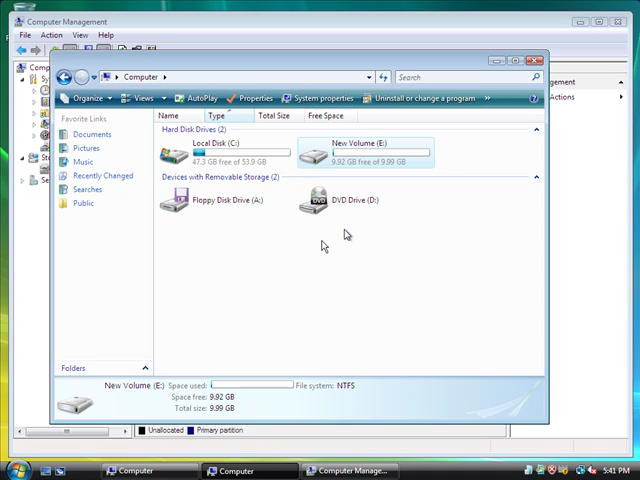 Computer Management
File Action View Help
Computer
Search
Organize Views AutoPlay Properties System properties Uninstall or change a program »
Name Type Total Size Free Space
Favorite Links
Documents
Pictures
Music
Recently Changed
Searches
Public
Folders
Hard Disk Drives (2)
Local Disk (C:)
47.3 GB free of 53.9 GB
New Volume (E:)
9.92 GB free of 9.99 GB
Devices with Removable Storage (2)
Floppy Disk Drive (A:)
DVD
DVD Drive (D:)
New Volume (E:) Space used: File system: NTFS
Space free: 9.92 GB
Total size: 9.99 GB
Actions
Unallocated Primary partition
Computer Computer Computer Manage... 5:41 PM